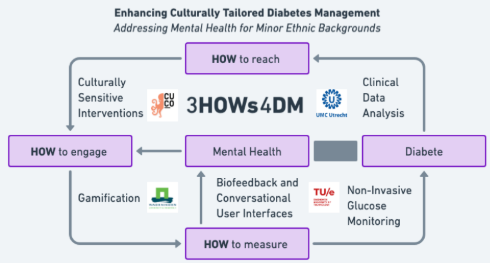 Enhancing Culturally Tailored Diabetes Management
Addressing Mental Health for Minor Ethnic Backgrounds
HOW to reach
Culturally
Sensitive
Interventions
CU
CO
3HOWs4DM
UMC Utrecht
Clinical
Data
Analysis
HOW to engage
Mental Health
Diabete
Gamification
Biofeedback and
Conversational
User Interfaces
TU/e
Non-Invasive
Glucose
Monitoring
HOW to measure